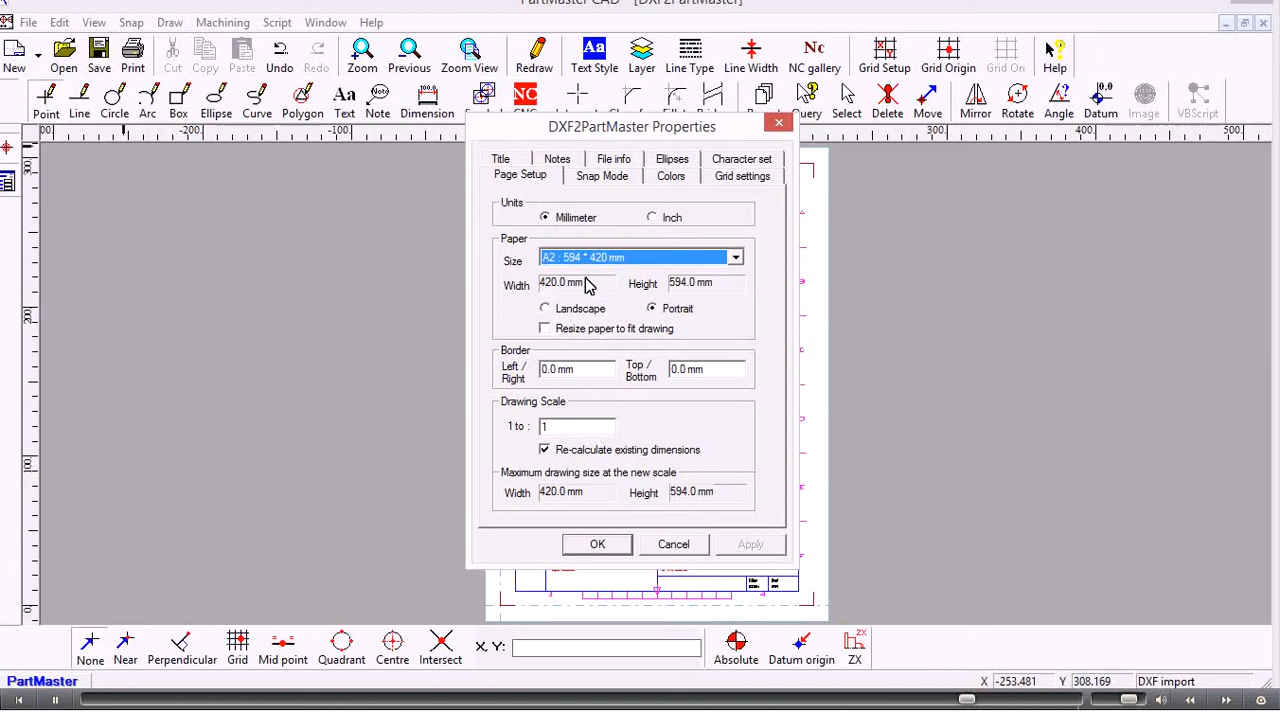 PartMaster CAD - [DXF2PartMaster]
File Edit View Snap Draw Machining Script Window Help
New Open Save Print Cut Copy Paste Undo Redo Zoom Previous Zoom View Redraw Text Style Layer Line Type Line Width NC gallery Grid Setup Grid Origin Grid On Help
Point Line Circle Arc Box Ellipse Curve Polygon Text Note Dimension Query Select Delete Move Mirror Rotate Angle Datum Image VBScript
-200 -100 300. 400. 500.
DXF2PartMaster Properties
Title Notes File info Ellipses Character set
Page Setup Snap Mode Colors Grid settings
Units
Millimeter Inch
Paper
Size A2 : 594 * 420 mm
Width 420.0 mm Height 594.0 mm
Landscape Portrait
Resize paper to fit drawing
Border
Left / Right 0.0 mm Top / Bottom 0.0 mm
Drawing Scale
1 to : 1
Re-calculate existing dimensions
Maximum drawing size at the new scale
Width 420.0 mm Height 594.0 mm
OK Cancel Apply
None Near Perpendicular Grid Mid point Quadrant Centre Intersect X, Y: Absolute Datum origin ZX
PartMaster X -253.481 Y 308.169 DXF import